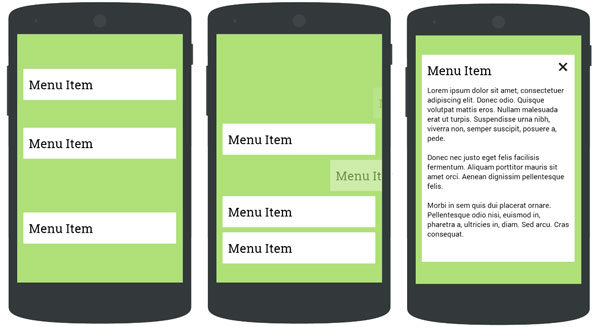 Menu Item
Menu Item
Menu Item
Menu Item
Menu It
Menu Item
Menu Item
Menu Item
Lorem ipsum dolor sit amet, consectetuer
adipiscing elit. Donec odio. Quisque
volutpat mattis eros. Nullam malesuada
erat ut turpis. Suspendisse urna nibh,
viverra non, semper suscipit, posuere a,
pede.
Donec nec justo eget felis facilisis
fermentum. Aliquam porttitor mauris sit
amet orci. Aenean dignissim pellentesque
felis.
Morbi in sem quis dui placerat ornare.
Pellentesque odio nisi, euismod in,
pharetra a, ultricies in, diam. Sed arcu. Cras
consequat.